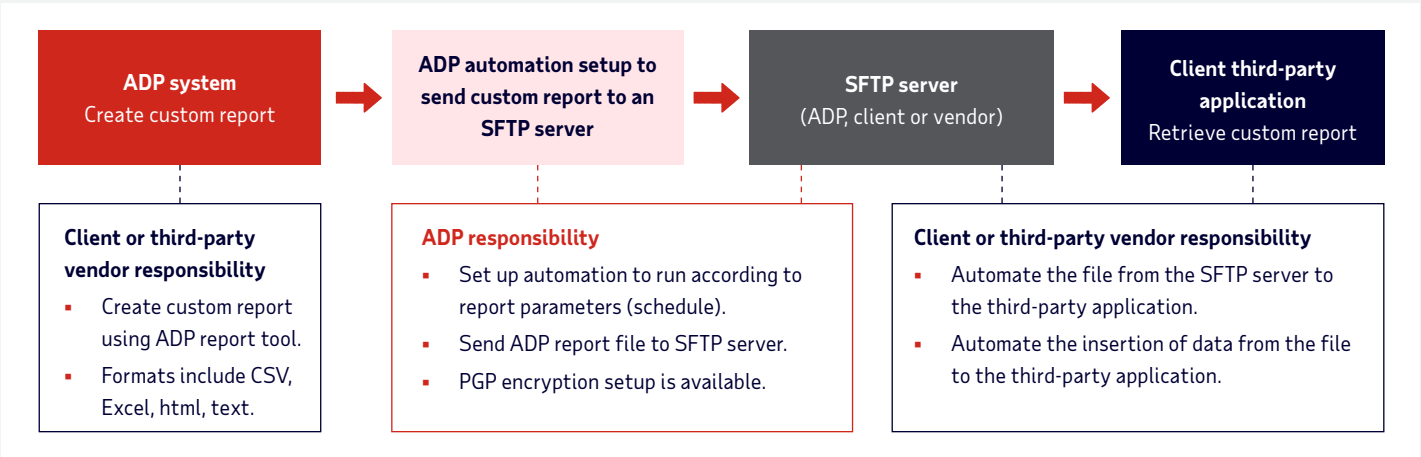 ADP system
Create custom report
ADP automation setup to
send custom report to an
SFTP server
SFTP server
(ADP, client or vendor)
Client third-party
application
Retrieve custom report
Client or third-party
vendor responsibility
▪ Create custom report
using ADP report tool.
▪ Formats include CSV,
Excel, html, text.
ADP responsibility
▪ Set up automation to run according to
report parameters (schedule).
▪ Send ADP report file to SFTP server.
▪ PGP encryption setup is available.
Client or third-party vendor responsibility
▪ Automate the file from the SFTP server to
the third-party application.
▪ Automate the insertion of data from the file
to the third-party application.